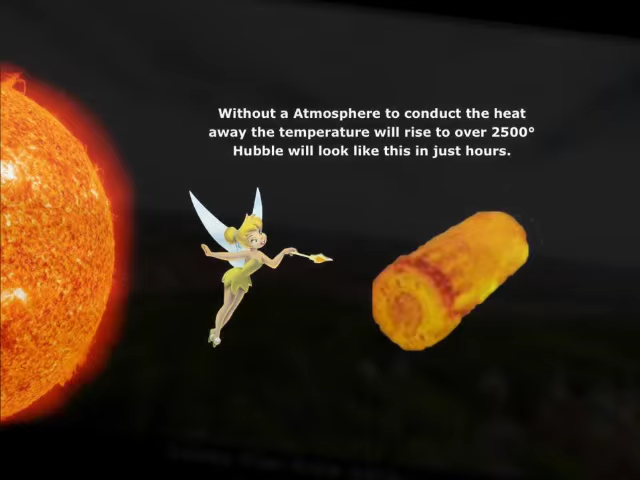 Without a Atmosphere to conduct the heat
away the temperature will rise to over 2500°
Hubble will look like this in just hours.